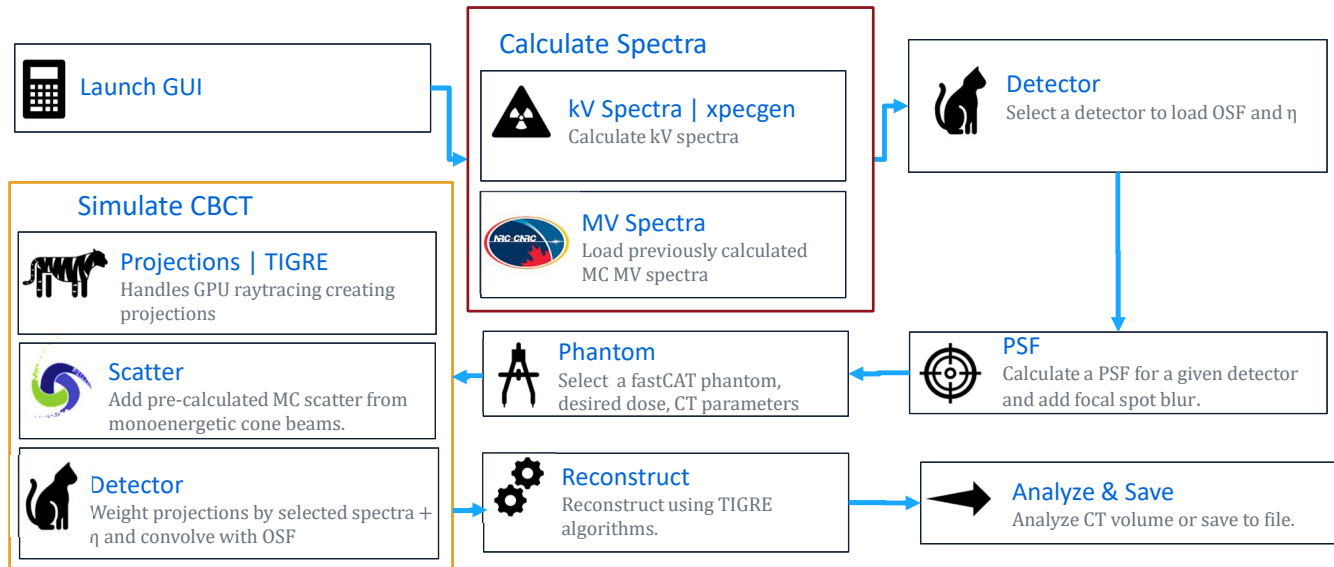 Launch GUI
Calculate Spectra
kV Spectra | xpecgen
Calculate kV spectra
MV Spectra
NRC·CNRC
Load previously calculated
MC MV spectra
Detector
Select a detector to load OSF and η
PSF
Calculate a PSF for a given detector
and add focal spot blur.
Phantom
Select a fastCAT phantom,
desired dose, CT parameters
Simulate CBCT
Projections | TIGRE
Handles GPU raytracing creating
projections
Scatter
Add pre-calculated MC scatter from
monoenergetic cone beams.
Detector
Weight projections by selected spectra +
η and convolve with OSF
Reconstruct
Reconstruct using TIGRE
algorithms.
Analyze & Save
Analyze CT volume or save to file.